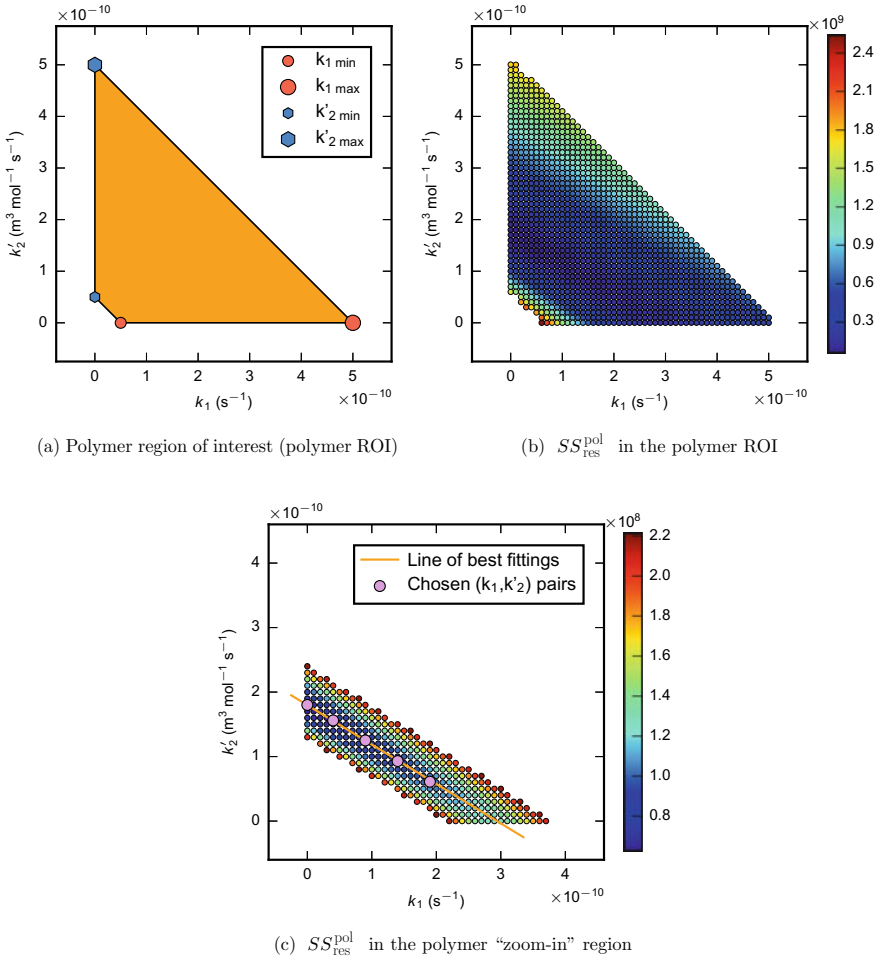 ×10⁻¹⁰
5
4
3
2
1
0
k′₂ (m³ mol⁻¹ s⁻¹)
0 1 2 3 4 5
k₁ (s⁻¹) ×10⁻¹⁰
k₁ min
k₁ max
k'₂ min
k'₂ max
(a) Polymer region of interest (polymer ROI)
×10⁻¹⁰
5
4
3
2
1
0
k′₂ (m³ mol⁻¹ s⁻¹)
0 1 2 3 4 5
k₁ (s⁻¹) ×10⁻¹⁰
×10⁹
2.4
2.1
1.8
1.5
1.2
0.9
0.6
0.3
(b) SS_res^pol in the polymer ROI
×10⁻¹⁰
4
3
2
1
0
k′₂ (m³ mol⁻¹ s⁻¹)
0 1 2 3 4
k₁ (s⁻¹)
×10⁻¹⁰
Line of best fittings
Chosen (k₁,k'₂) pairs
×10⁸
2.2
2.0
1.8
1.6
1.4
1.2
1.0
0.8
(c) SS_res^pol in the polymer “zoom-in” region